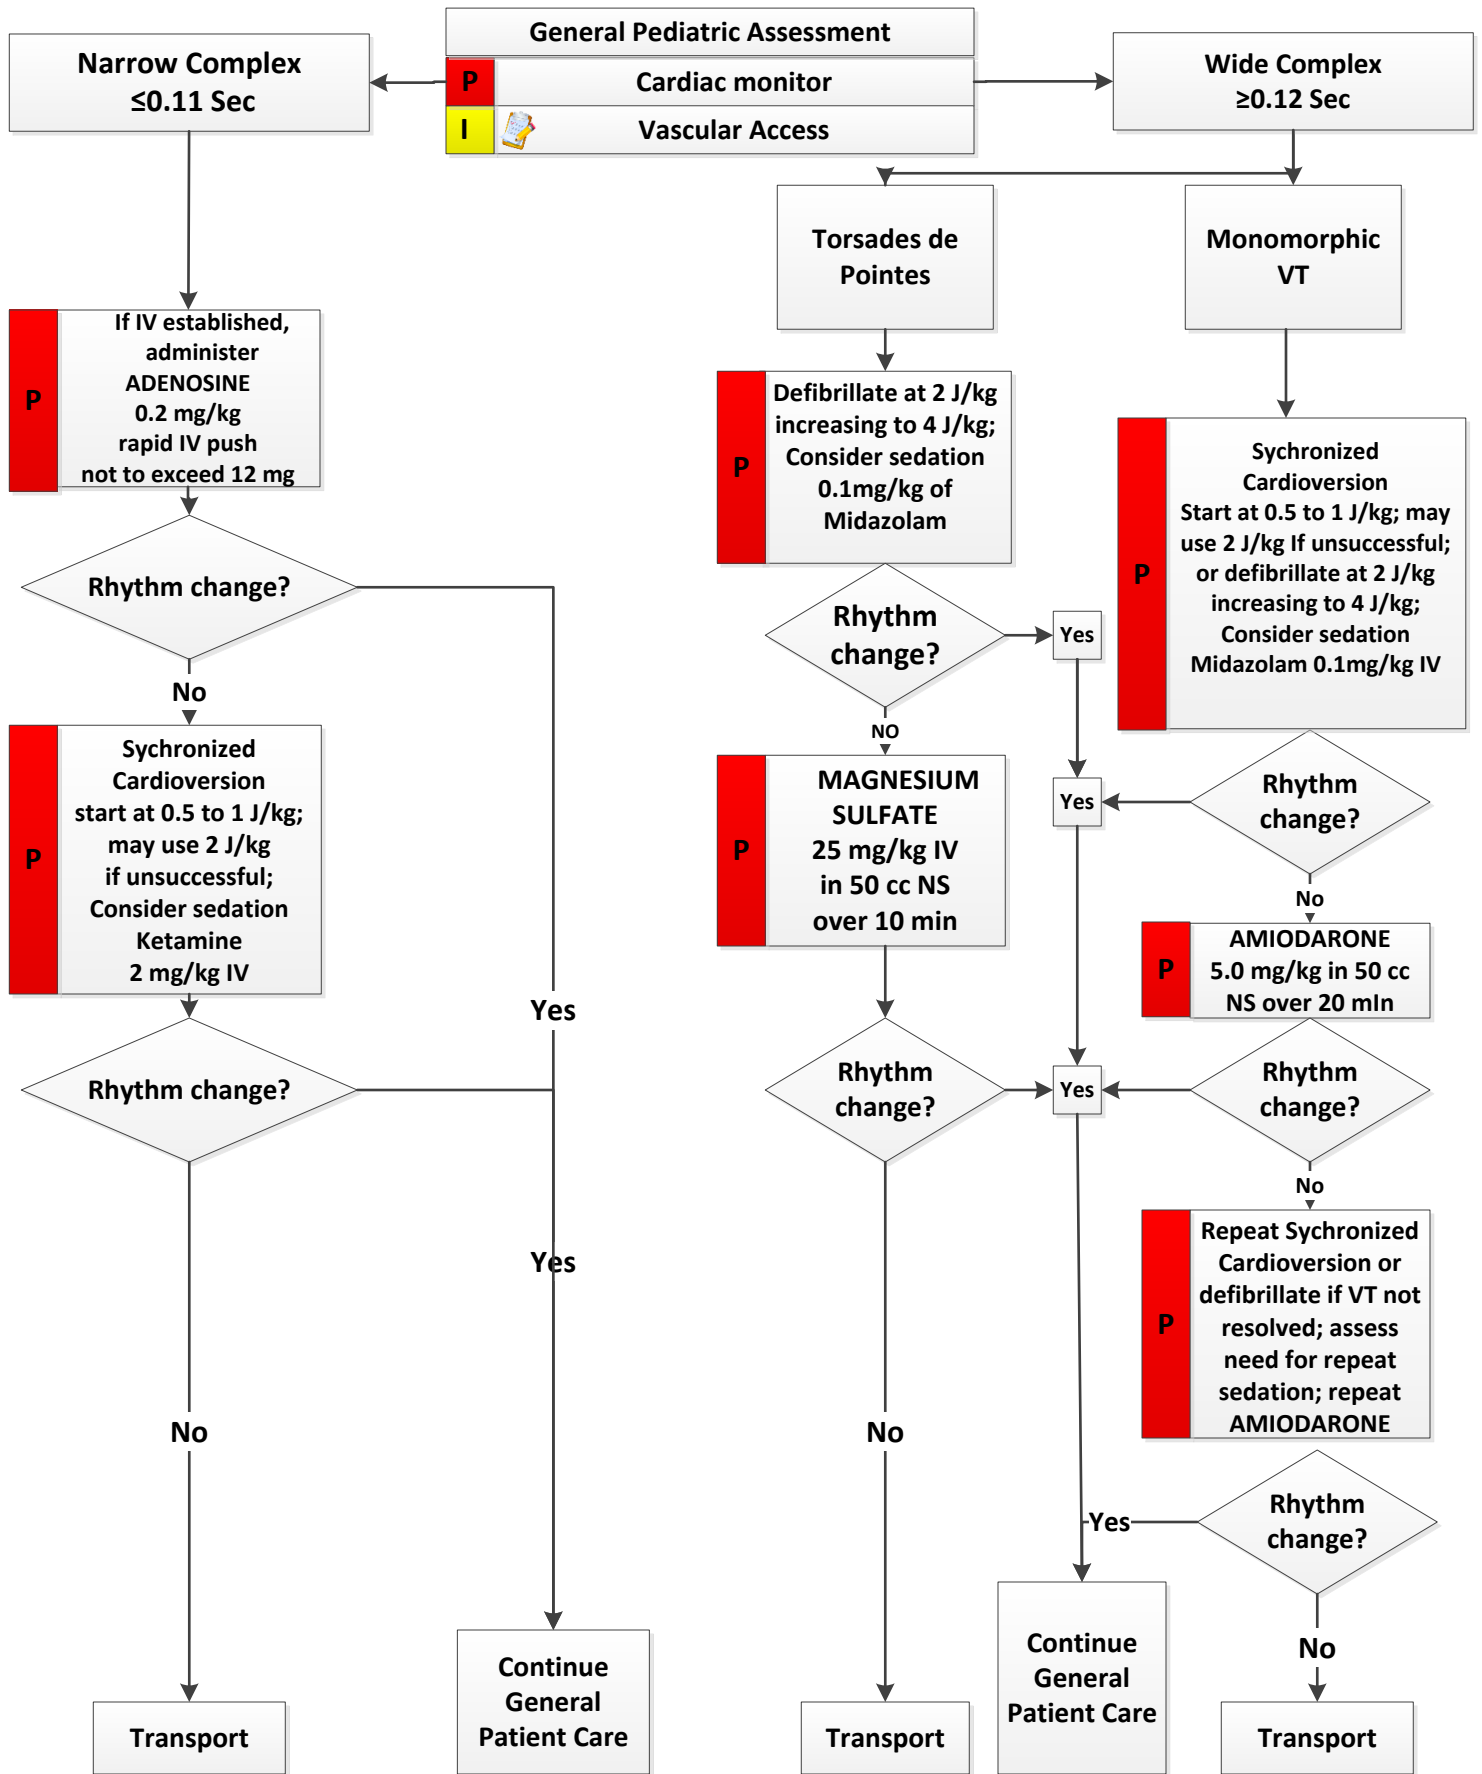 General Pediatric Assessment
P
Cardiac monitor
I
Vascular Access
Narrow Complex
≤0.11 Sec
Wide Complex
≥0.12 Sec
P
If IV established,
administer
ADENOSINE
0.2 mg/kg
rapid IV push
not to exceed 12 mg
Rhythm change?
No
P
Sychronized
Cardioversion
start at 0.5 to 1 J/kg;
may use 2 J/kg
if unsuccessful;
Consider sedation
Ketamine
2 mg/kg IV
Yes
Rhythm change?
Yes
No
Transport
Continue
General
Patient Care
Torsades de
Pointes
P
Defibrillate at 2 J/kg
increasing to 4 J/kg;
Consider sedation
0.1mg/kg of
Midazolam
Rhythm
change?
Yes
NO
P
MAGNESIUM
SULFATE
25 mg/kg IV
in 50 cc NS
over 10 min
Rhythm
change?
Yes
No
Transport
Monomorphic
VT
P
Sychronized
Cardioversion
Start at 0.5 to 1 J/kg; may
use 2 J/kg If unsuccessful;
or defibrillate at 2 J/kg
increasing to 4 J/kg;
Consider sedation
Midazolam 0.1mg/kg IV
Rhythm
change?
Yes
No
P
AMIODARONE
5.0 mg/kg in 50 cc
NS over 20 mIn
Rhythm
change?
No
P
Repeat Sychronized
Cardioversion or
defibrillate if VT not
resolved; assess
need for repeat
sedation; repeat
AMIODARONE
Rhythm
change?
Yes
No
Continue
General
Patient Care
Transport